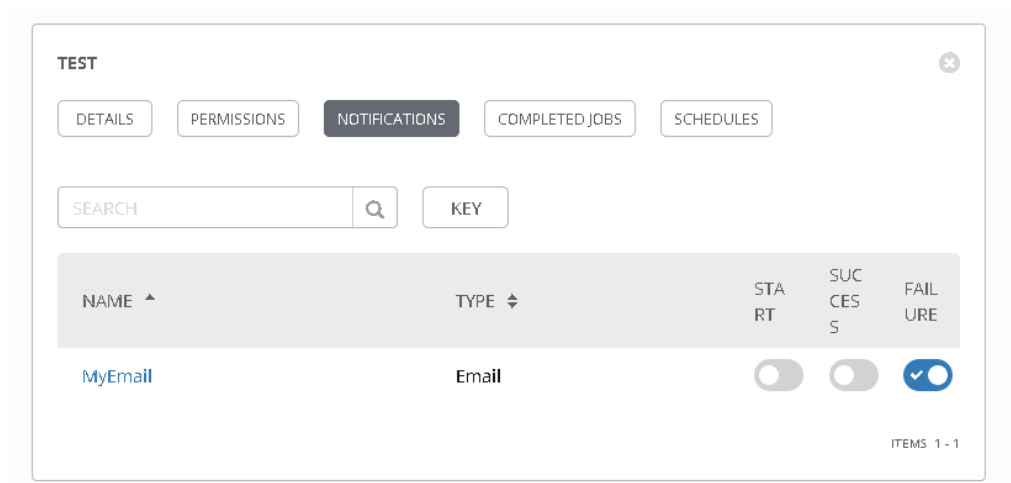 TEST
DETAILS PERMISSIONS NOTIFICATIONS COMPLETED JOBS SCHEDULES
SEARCH KEY
NAME TYPE STA
RT SUC
CES
S FAIL
URE
MyEmail Email
ITEMS 1 - 1